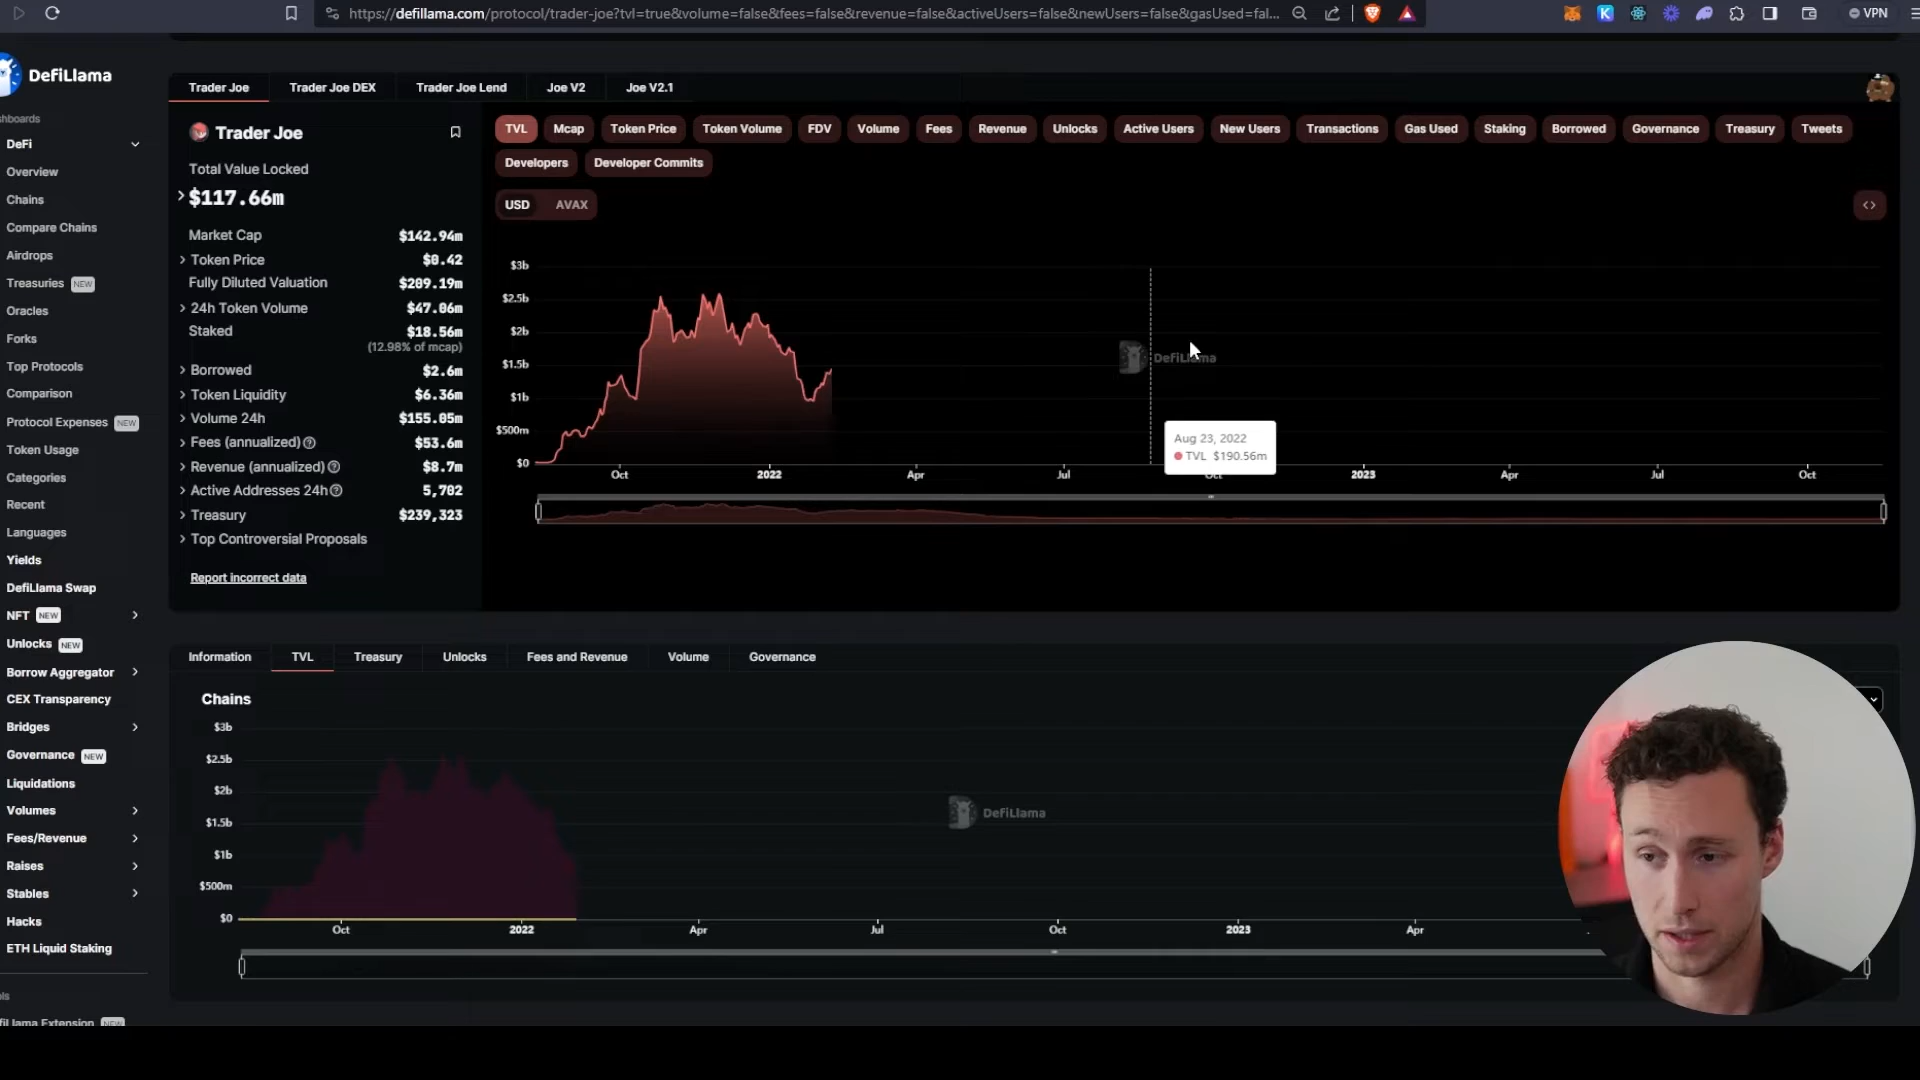 https://defillama.com/protocol/trader-joe?tvl=true&volume=false&fees=false&revenue=false&activeUsers=false&newUsers=false&gasUsed=fal...
VPN
DefiLlama
Trader Joe
Trader Joe DEX
Trader Joe Lend
Joe V2
Joe V2.1
shboards
DeFi
Overview
Chains
Compare Chains
Airdrops
Treasuries NEW
Oracles
Forks
Top Protocols
Comparison
Protocol Expenses NEW
Token Usage
Categories
Recent
Languages
Yields
DefiLlama Swap
NFT NEW
Unlocks NEW
Borrow Aggregator
CEX Transparency
Bridges
Governance NEW
Liquidations
Volumes
Fees/Revenue
Raises
Stables
Hacks
ETH Liquid Staking
ols
fiLlama Extension NEW
Trader Joe
Total Value Locked
$117.66m
Market Cap $142.94m
Token Price $0.42
Fully Diluted Valuation $209.19m
24h Token Volume $47.06m
Staked $18.56m
(12.98% of mcap)
Borrowed $2.6m
Token Liquidity $6.36m
Volume 24h $155.05m
Fees (annualized) $53.6m
Revenue (annualized) $8.7m
Active Addresses 24h 5,702
Treasury $239,323
Top Controversial Proposals
Report incorrect data
TVL Mcap Token Price Token Volume FDV Volume Fees Revenue Unlocks Active Users New Users Transactions Gas Used Staking Borrowed Governance Treasury Tweets
Developers Developer Commits
USD AVAX
$3b
$2.5b
$2b
$1.5b
$1b
$500m
$0
DefiLlama
Aug 23, 2022
TVL $190.56m
Oct 2022 Apr Jul Oct 2023 Apr Jul Oct
Information TVL Treasury Unlocks Fees and Revenue Volume Governance
Chains
$3b
$2.5b
$2b
$1.5b
$1b
$500m
$0
DefiLlama
Oct 2022 Apr Jul Oct 2023 Apr